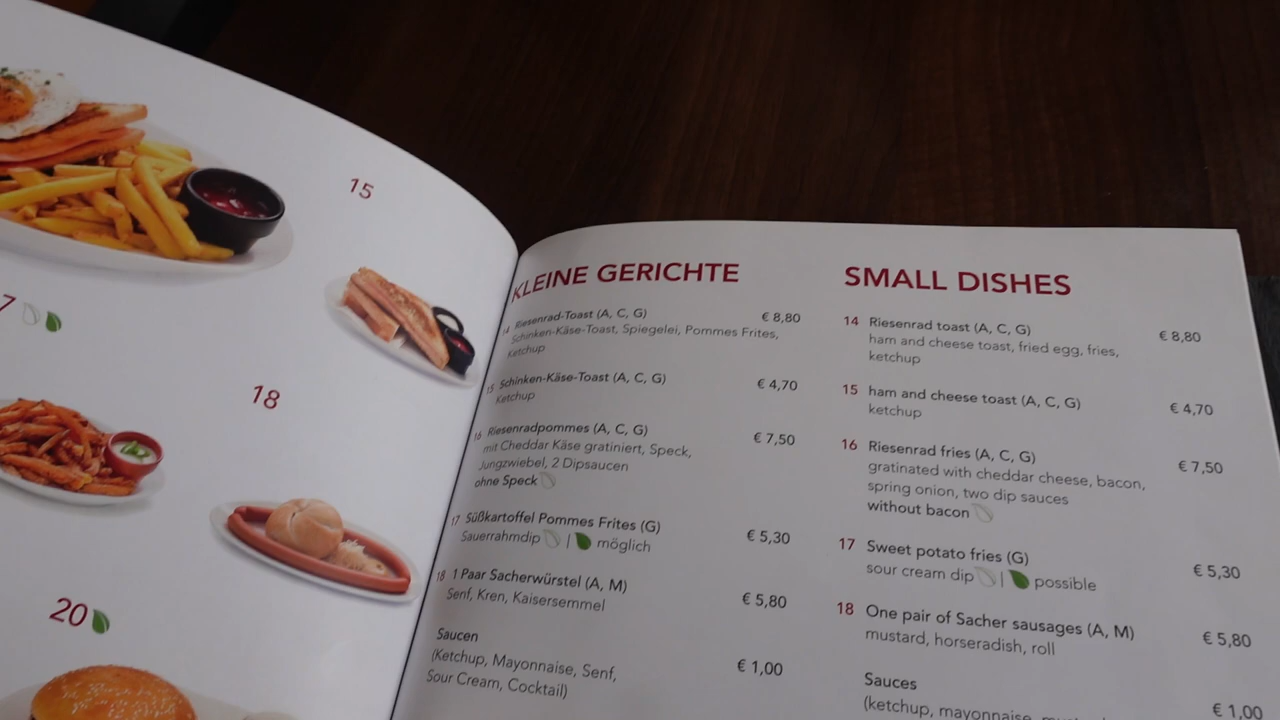 15
7
18
20
KLEINE GERICHTE
14 Riesenrad-Toast (A, C, G) € 8,80
Schinken-Käse-Toast, Spiegelei, Pommes Frites,
Ketchup
15 Schinken-Käse-Toast (A, C, G) € 4,70
Ketchup
16 Riesenradpommes (A, C, G) € 7,50
mit Cheddar Käse gratiniert, Speck,
Jungzwiebel, 2 Dipsaucen
ohne Speck
17 Süßkartoffel Pommes Frites (G) € 5,30
Sauerrahmdip | möglich
18 1 Paar Sacherwürstel (A, M) € 5,80
Senf, Kren, Kaisersemmel
Saucen
(Ketchup, Mayonnaise, Senf, € 1,00
Sour Cream, Cocktail)
SMALL DISHES
14 Riesenrad toast (A, C, G) € 8,80
ham and cheese toast, fried egg, fries,
ketchup
15 ham and cheese toast (A, C, G) € 4,70
ketchup
16 Riesenrad fries (A, C, G) € 7,50
gratinated with cheddar cheese, bacon,
spring onion, two dip sauces
without bacon
17 Sweet potato fries (G) € 5,30
sour cream dip | possible
18 One pair of Sacher sausages (A, M) € 5,80
mustard, horseradish, roll
Sauces
(ketchup, mayonnaise, € 1,00